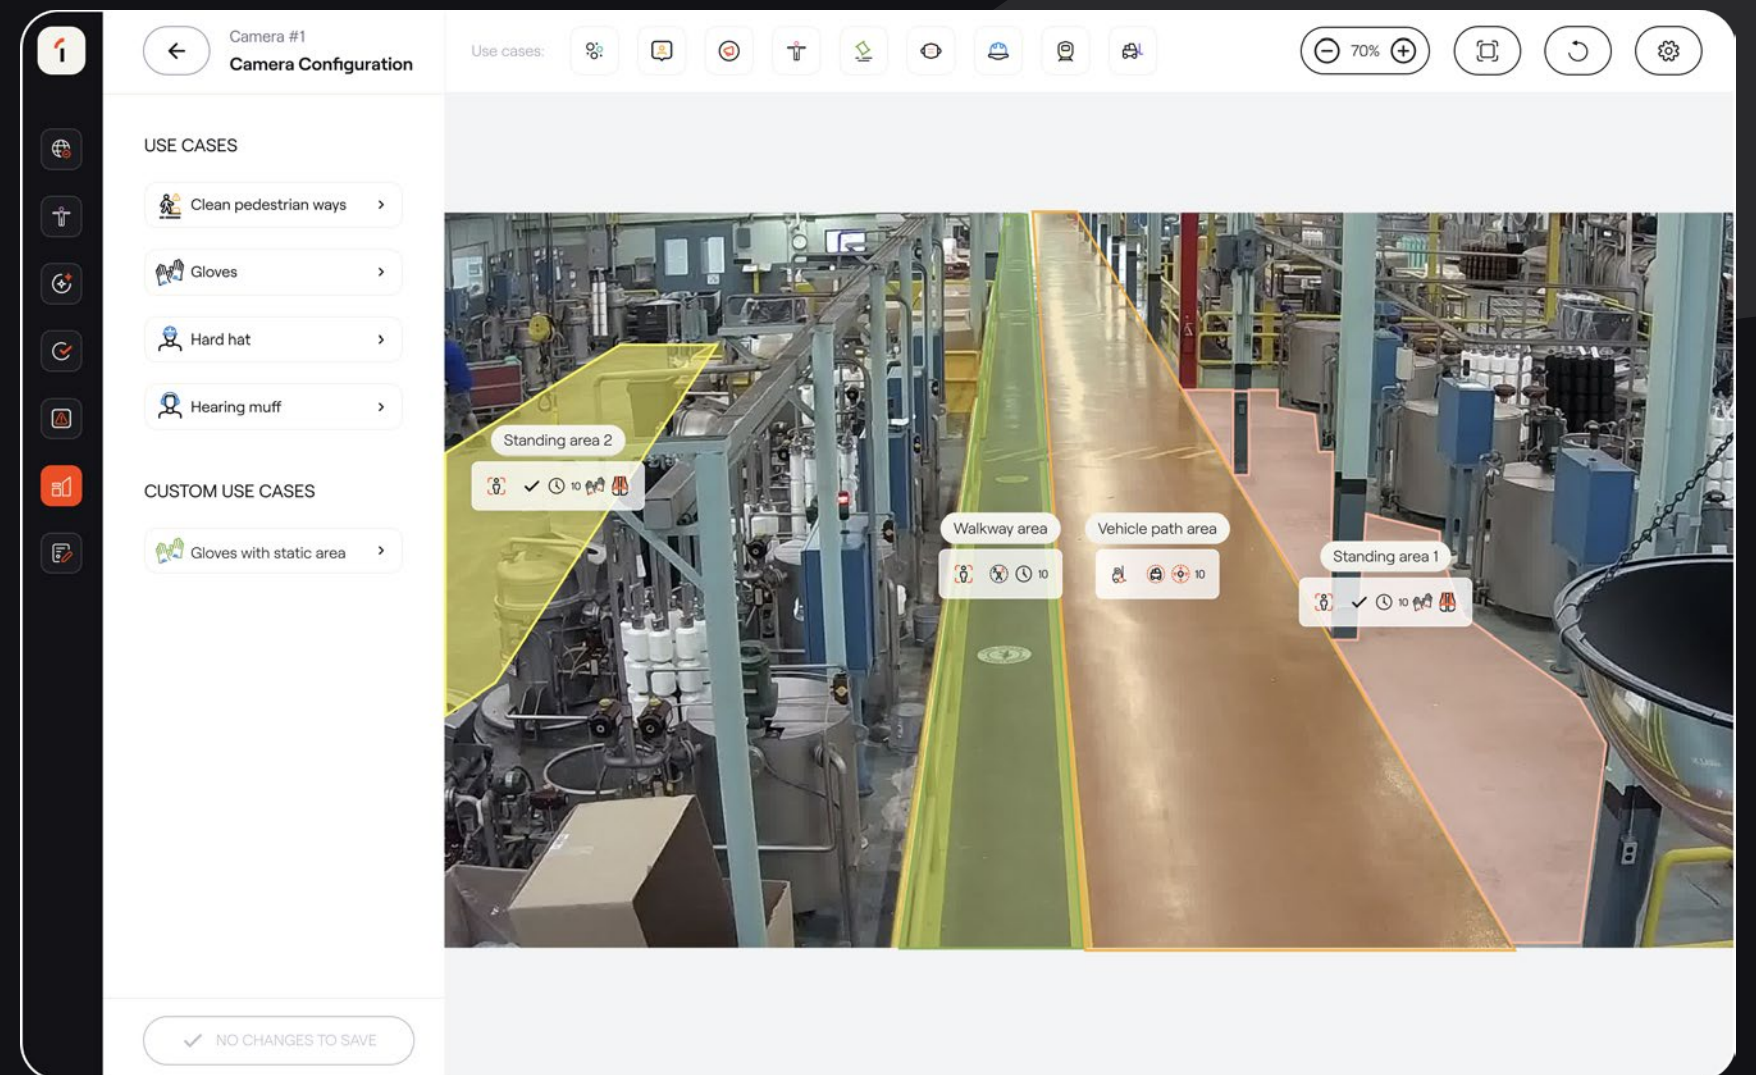 Camera #1
Camera Configuration
Use cases:
70%
USE CASES
Clean pedestrian ways
Gloves
Hard hat
Hearing muff
CUSTOM USE CASES
Gloves with static area
NO CHANGES TO SAVE
Standing area 2
10
Walkway area
10
Vehicle path area
10
Standing area 1
10